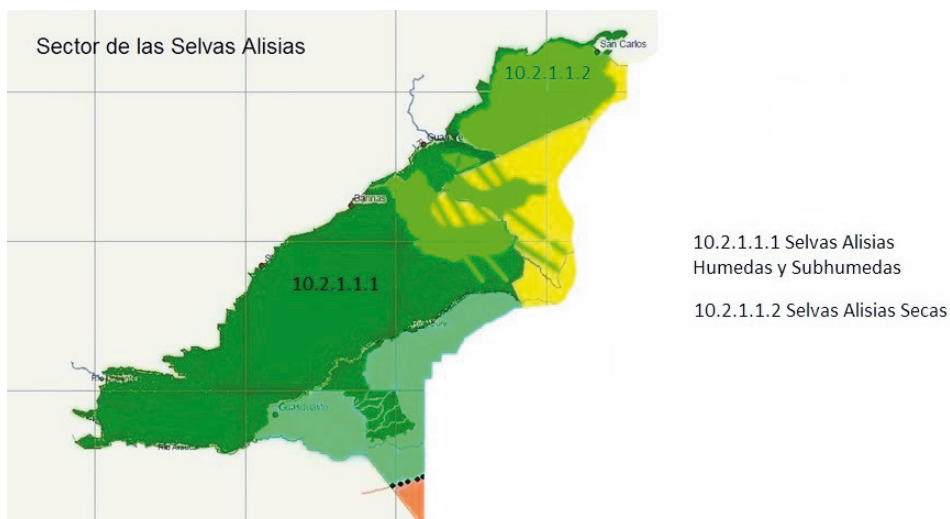 Sector de las Selvas Alisias
San Carlos
10.2.1.1.2
Barinas
10.2.1.1.1
10.2.1.1.1 Selvas Alisias
Humedas y Subhumedas
10.2.1.1.2 Selvas Alisias Secas
Guasdualito